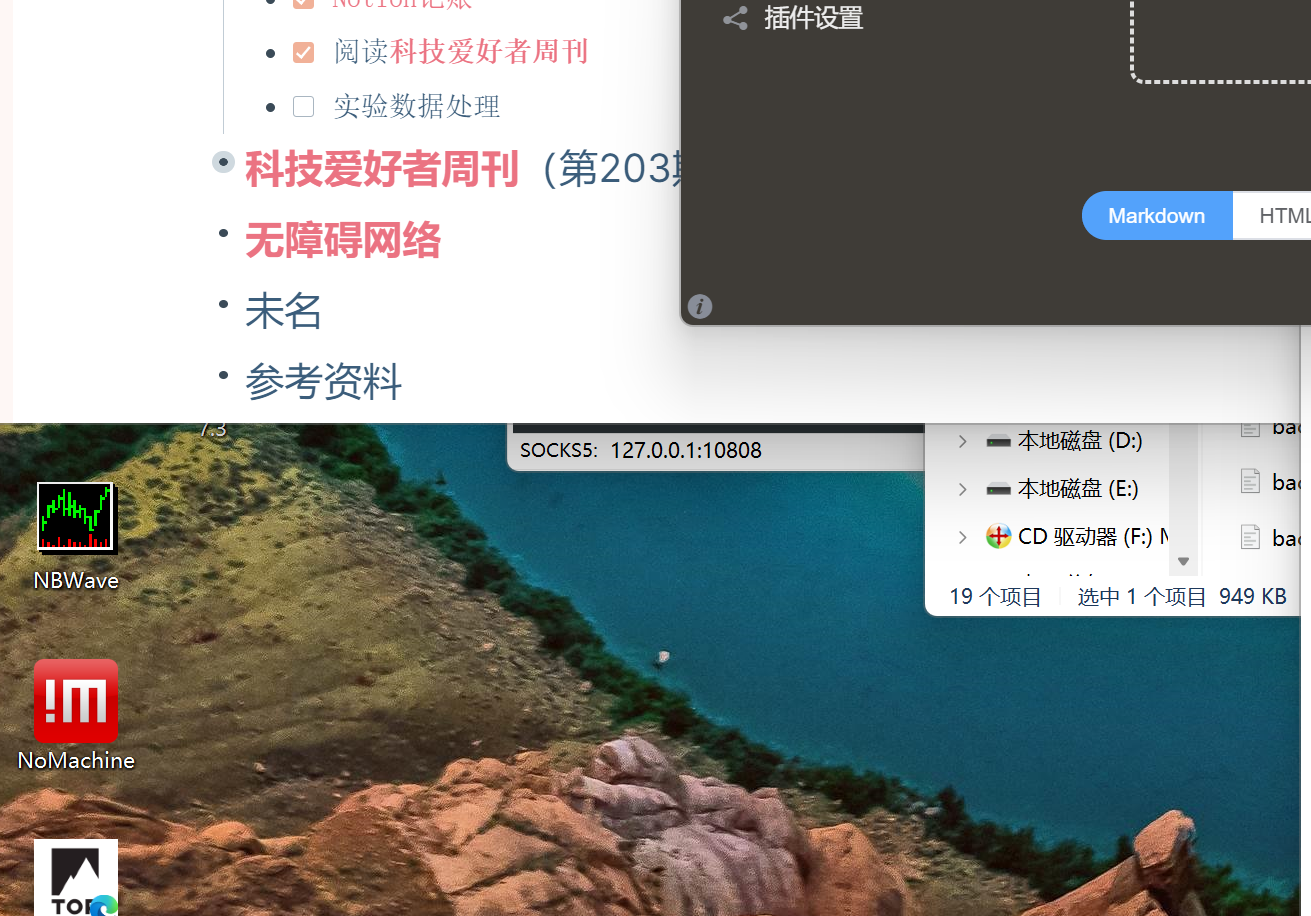 Notion记账
阅读科技爱好者周刊
实验数据处理
科技爱好者周刊（第203期
无障碍网络
未名
参考资料
插件设置
Markdown
HTML
7.3
SOCKS5: 127.0.0.1:10808
本地磁盘 (D:)
本地磁盘 (E:)
CD 驱动器 (F:)
19 个项目
选中 1 个项目 949 KB
NBWave
NoMachine